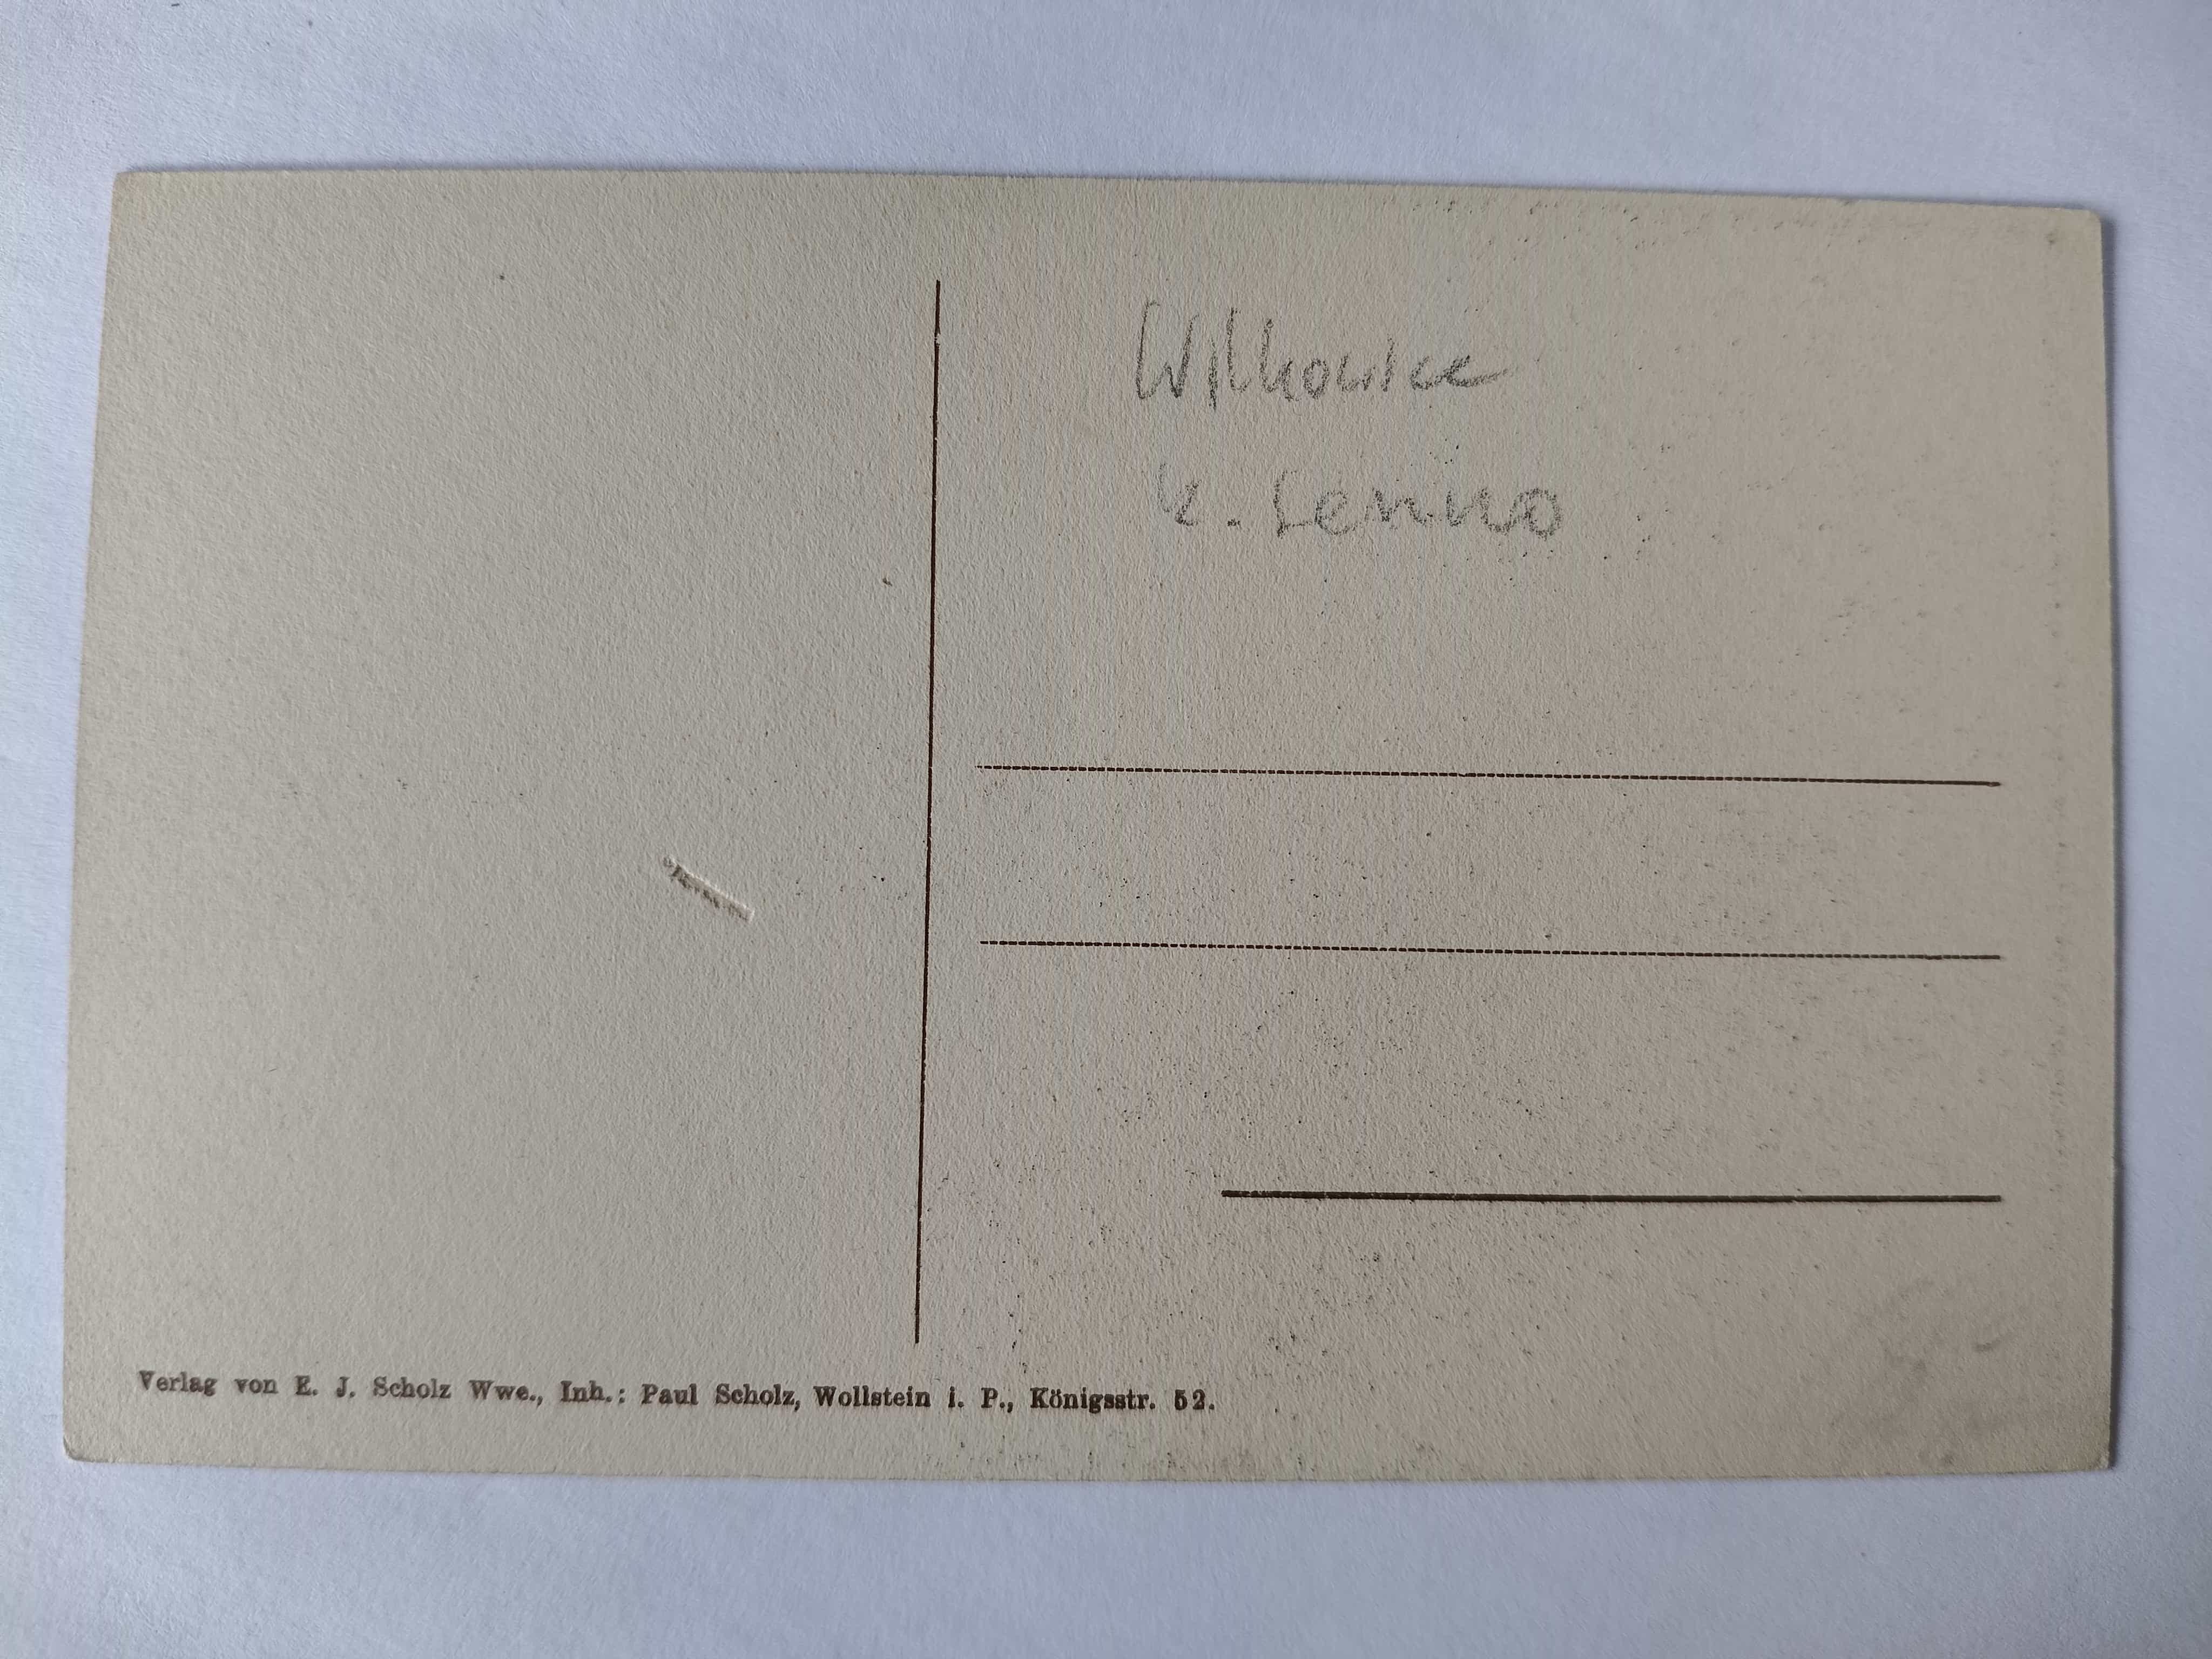 Wilkowice
k. Leszno
Verlag von E. J. Scholz Wwe., Inh.: Paul Scholz, Wollstein i. P., Königsstr. 52.